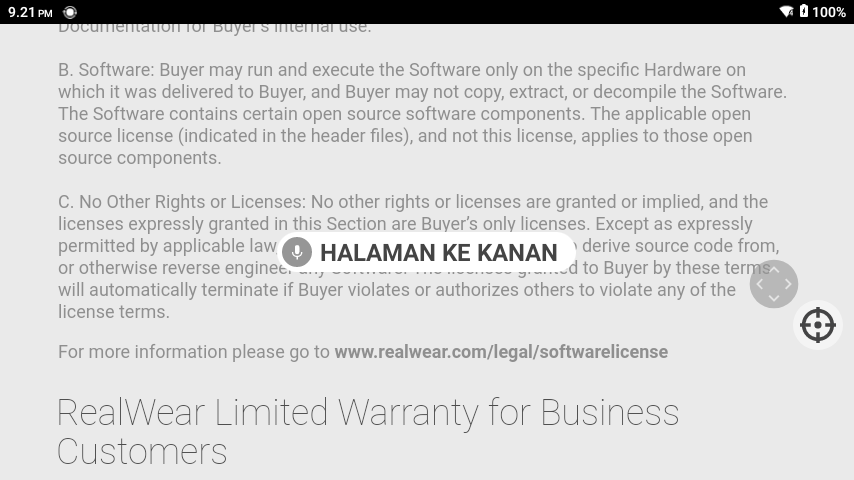 9.21 PM
100%
Documentation for Buyer's internal use.
B. Software: Buyer may run and execute the Software only on the specific Hardware on
which it was delivered to Buyer, and Buyer may not copy, extract, or decompile the Software.
The Software contains certain open source software components. The applicable open
source license (indicated in the header files), and not this license, applies to those open
source components.
C. No Other Rights or Licenses: No other rights or licenses are granted or implied, and the
licenses expressly granted in this Section are Buyer’s only licenses. Except as expressly
permitted by applicable law
derive source code from,
HALAMAN KE KANAN
or otherwise reverse engineer any Software. The licenses granted to Buyer by these terms
will automatically terminate if Buyer violates or authorizes others to violate any of the
license terms.
For more information please go to www.realwear.com/legal/softwarelicense
RealWear Limited Warranty for Business
Customers